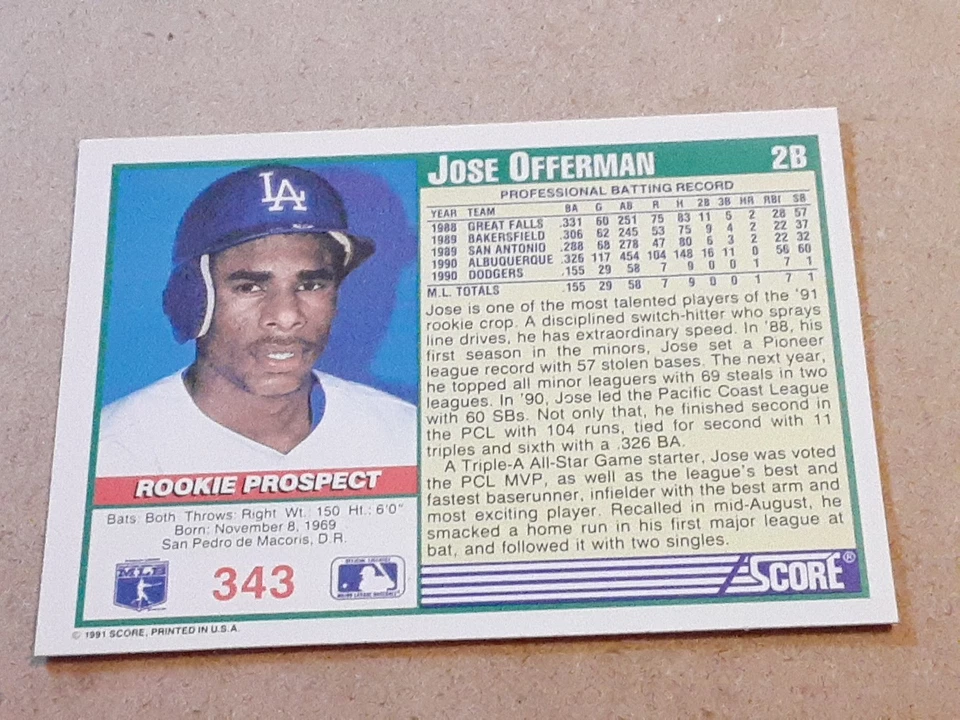 JOSE OFFERMAN 2B
PROFESSIONAL BATTING RECORD
YEAR TEAM BA G AB R H 2B 3B HR RBI SB
1988 GREAT FALLS .331 60 251 75 83 11 5 2 28 57
1989 BAKERSFIELD .306 62 245 53 75 9 4 2 22 37
1989 SAN ANTONIO .288 68 278 47 80 6 3 2 22 32
1990 ALBUQUERQUE .326 117 454 104 148 16 11 0 56 60
1990 DODGERS .155 29 58 7 9 0 0 1 7 1
M.L. TOTALS .155 29 58 7 9 0 0 1 7 1
Jose is one of the most talented players of the '91
rookie crop. A disciplined switch-hitter who sprays
line drives, he has extraordinary speed. In '88, his
first season in the minors, Jose set a Pioneer
league record with 57 stolen bases. The next year,
he topped all minor leaguers with 69 steals in two
leagues. In '90, Jose led the Pacific Coast League
with 60 SBs. Not only that, he finished second in
the PCL with 104 runs, tied for second with 11
triples and sixth with a .326 BA.
A Triple-A All-Star Game starter, Jose was voted
the PCL MVP, as well as the league's best and
fastest baserunner, infielder with the best arm and
most exciting player. Recalled in mid-August, he
smacked a home run in his first major league at
bat, and followed it with two singles.
SCORE®
LA
ROOKIE PROSPECT
Bats: Both Throws: Right Wt.: 150 Ht.: 6'0"
Born: November 8, 1969
San Pedro de Macoris, D.R.
343
© 1991 SCORE, PRINTED IN U.S.A.